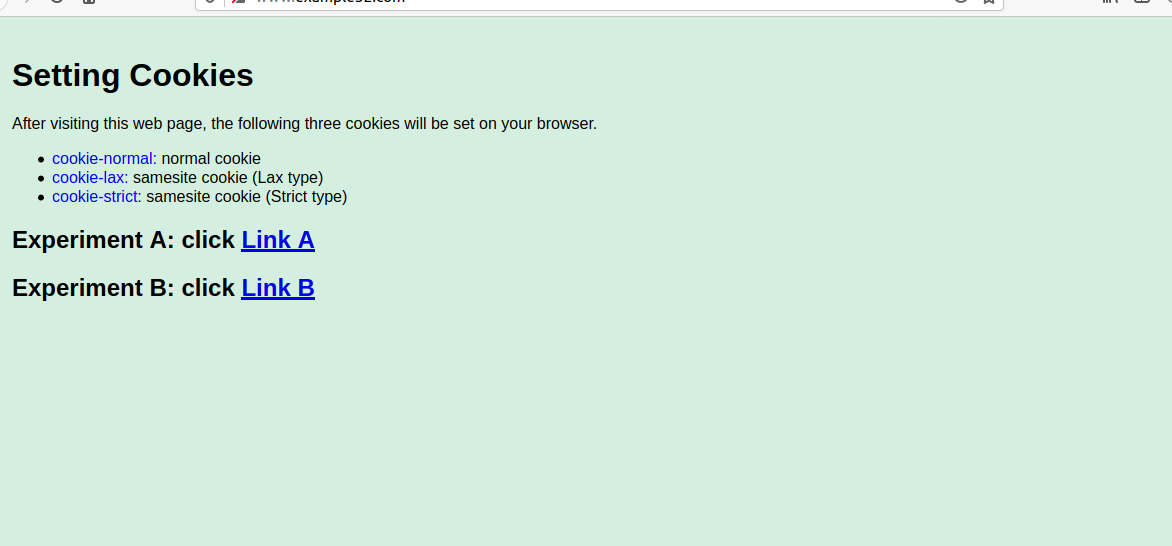 Setting Cookies
After visiting this web page, the following three cookies will be set on your browser.
cookie-normal: normal cookie
cookie-lax: samesite cookie (Lax type)
cookie-strict: samesite cookie (Strict type)
Experiment A: click Link A
Experiment B: click Link B